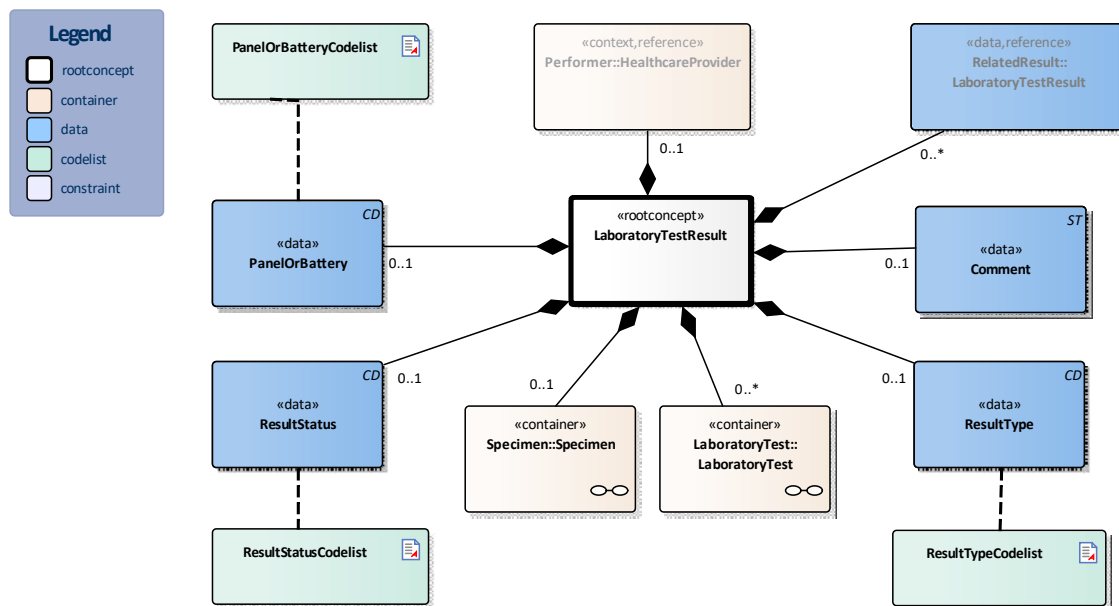 Legend
rootconcept
container
data
codelist
constraint
PanelOrBatteryCodelist
«context,reference»
Performer::HealthcareProvider
«data,reference»
RelatedResult::
LaboratoryTestResult
0..1
0..*
CD
«data»
PanelOrBattery
0..1
«rootconcept»
LaboratoryTestResult
ST
«data»
Comment
0..1
CD
«data»
ResultStatus
0..1
0..1
«container»
Specimen::Specimen
0..*
«container»
LaboratoryTest::
LaboratoryTest
0..1
CD
«data»
ResultType
ResultStatusCodelist
ResultTypeCodelist